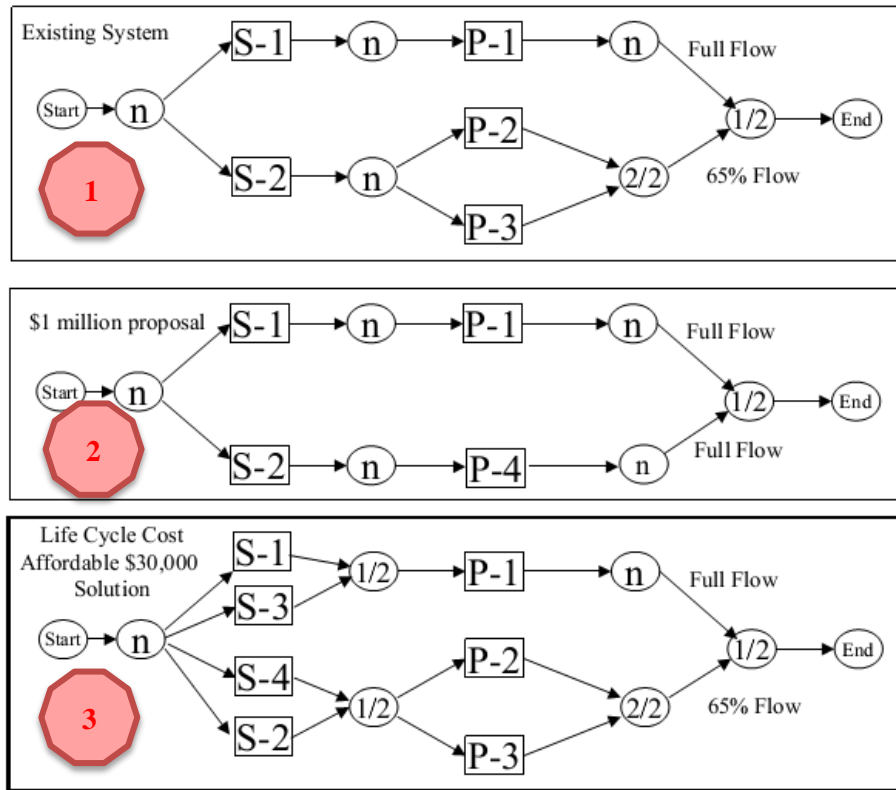 Existing System
S-1
n
P-1
n
Full Flow
Start
n
P-2
1/2
End
1
S-2
n
2/2
65% Flow
P-3
$1 million proposal
S-1
n
P-1
n
Full Flow
Start
n
1/2
End
2
S-2
n
P-4
n
Full Flow
Life Cycle Cost
Affordable $30,000
Solution
S-1
1/2
P-1
n
Full Flow
S-3
Start
n
1/2
End
S-4
P-2
3
1/2
2/2
65% Flow
S-2
P-3